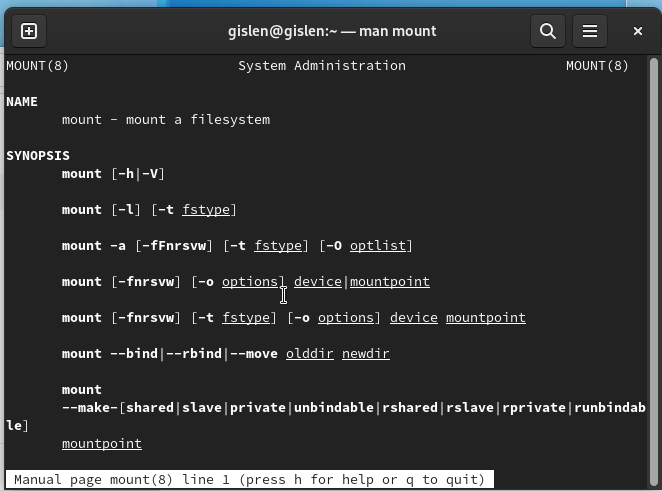 gislen@gislen:~ — man mount
MOUNT(8) System Administration MOUNT(8)
NAME
mount - mount a filesystem
SYNOPSIS
mount [-h|-V]
mount [-l] [-t fstype]
mount -a [-fFnrsvw] [-t fstype] [-O optlist]
mount [-fnrsvw] [-o options] device|mountpoint
mount [-fnrsvw] [-t fstype] [-o options] device mountpoint
mount --bind|--rbind|--move olddir newdir
mount
--make-[shared|slave|private|unbindable|rshared|rslave|rprivate|runbindab
le]
mountpoint
Manual page mount(8) line 1 (press h for help or q to quit)